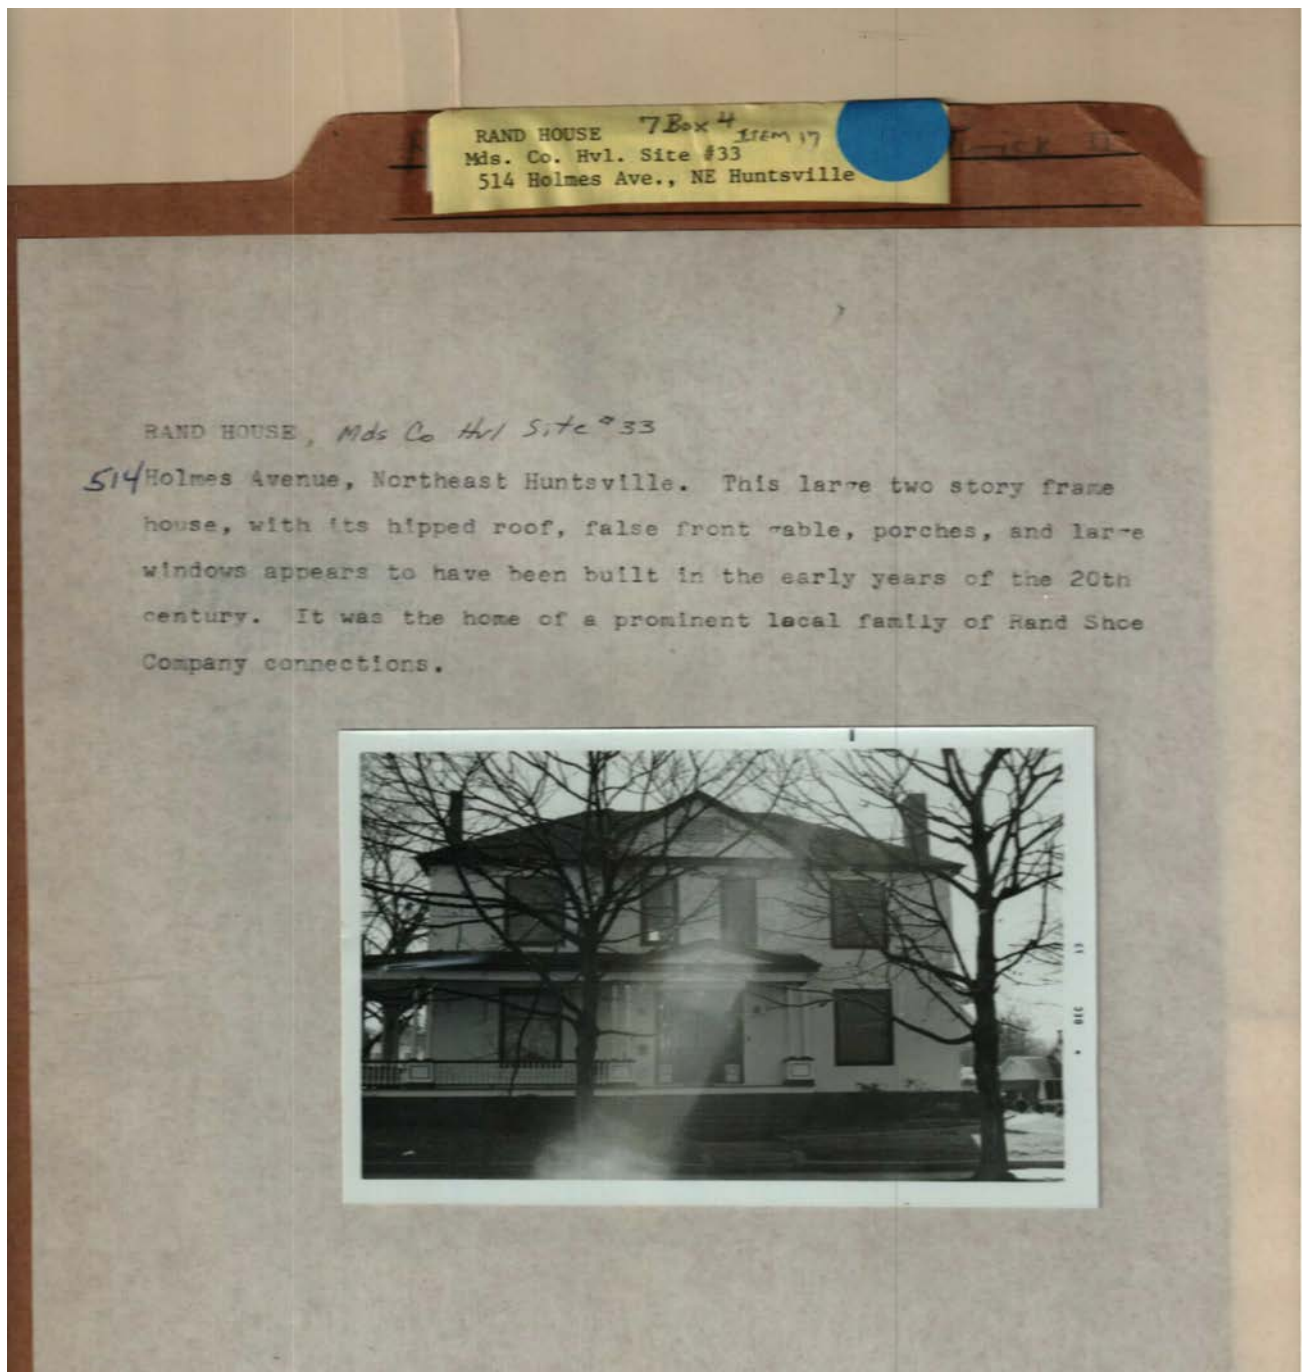 RAND HOUSE 7 Box 4 ITEM 17
Mds. Co. Hvl. Site #33
514 Holmes Ave., NE Huntsville
RAND HOUSE, Mds Co Hvl Site #33
514 Holmes Avenue, Northeast Huntsville. This large two story frame
house, with its hipped roof, false front gable, porches, and large
windows appears to have been built in the early years of the 20th
century. It was the home of a prominent local family of Rand Shoe
Company connections.